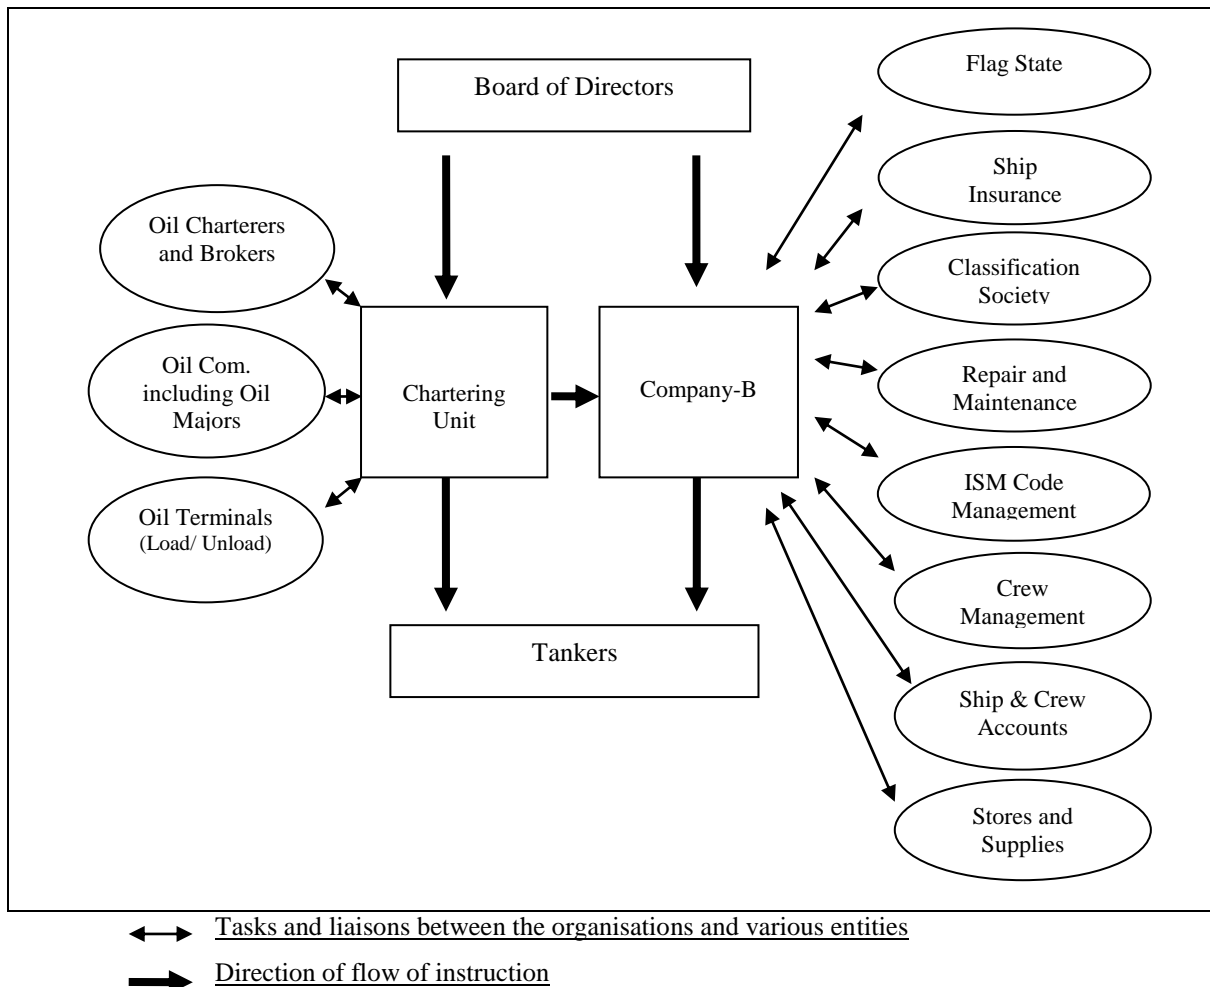 Board of Directors
Flag State
Ship
Insurance
Oil Charterers
and Brokers
Classification
Society
Oil Com.
including Oil
Majors
Chartering
Unit
Company-B
Repair and
Maintenance
ISM Code
Management
Oil Terminals
(Load/ Unload)
Crew
Management
Tankers
Ship & Crew
Accounts
Stores and
Supplies
Tasks and liaisons between the organisations and various entities
Direction of flow of instruction